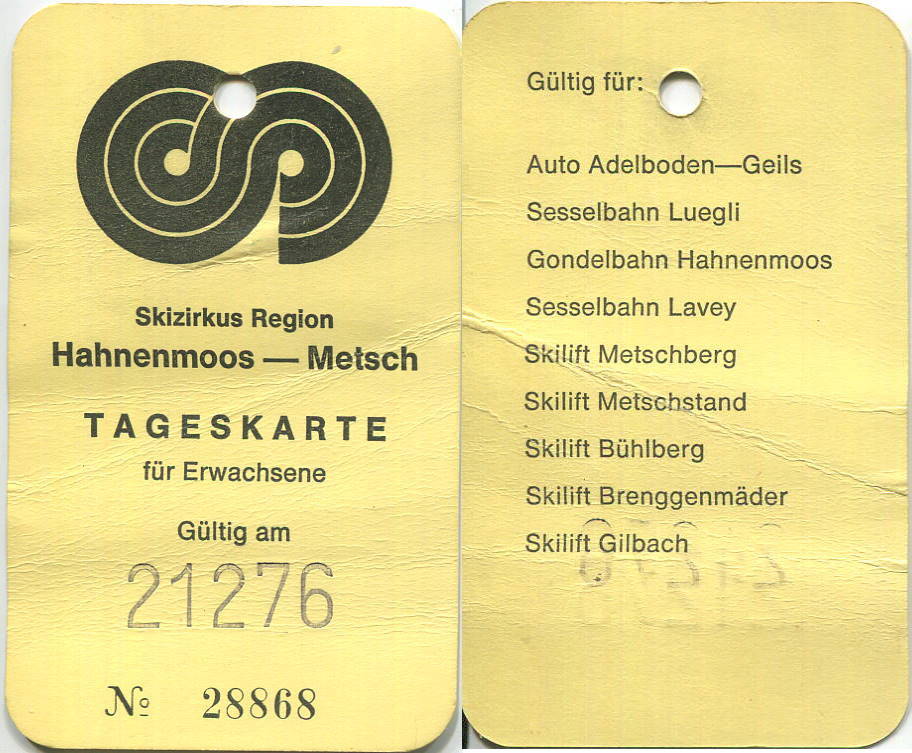 Skizirkus Region
Hahnenmoos — Metsch
TAGESKARTE
für Erwachsene
Gültig am
21276
Nº 28868
Gültig für:
Auto Adelboden—Geils
Sesselbahn Luegli
Gondelbahn Hahnenmoos
Sesselbahn Lavey
Skilift Metschberg
Skilift Metschstand
Skilift Bühlberg
Skilift Brenggenmäder
Skilift Gilbach